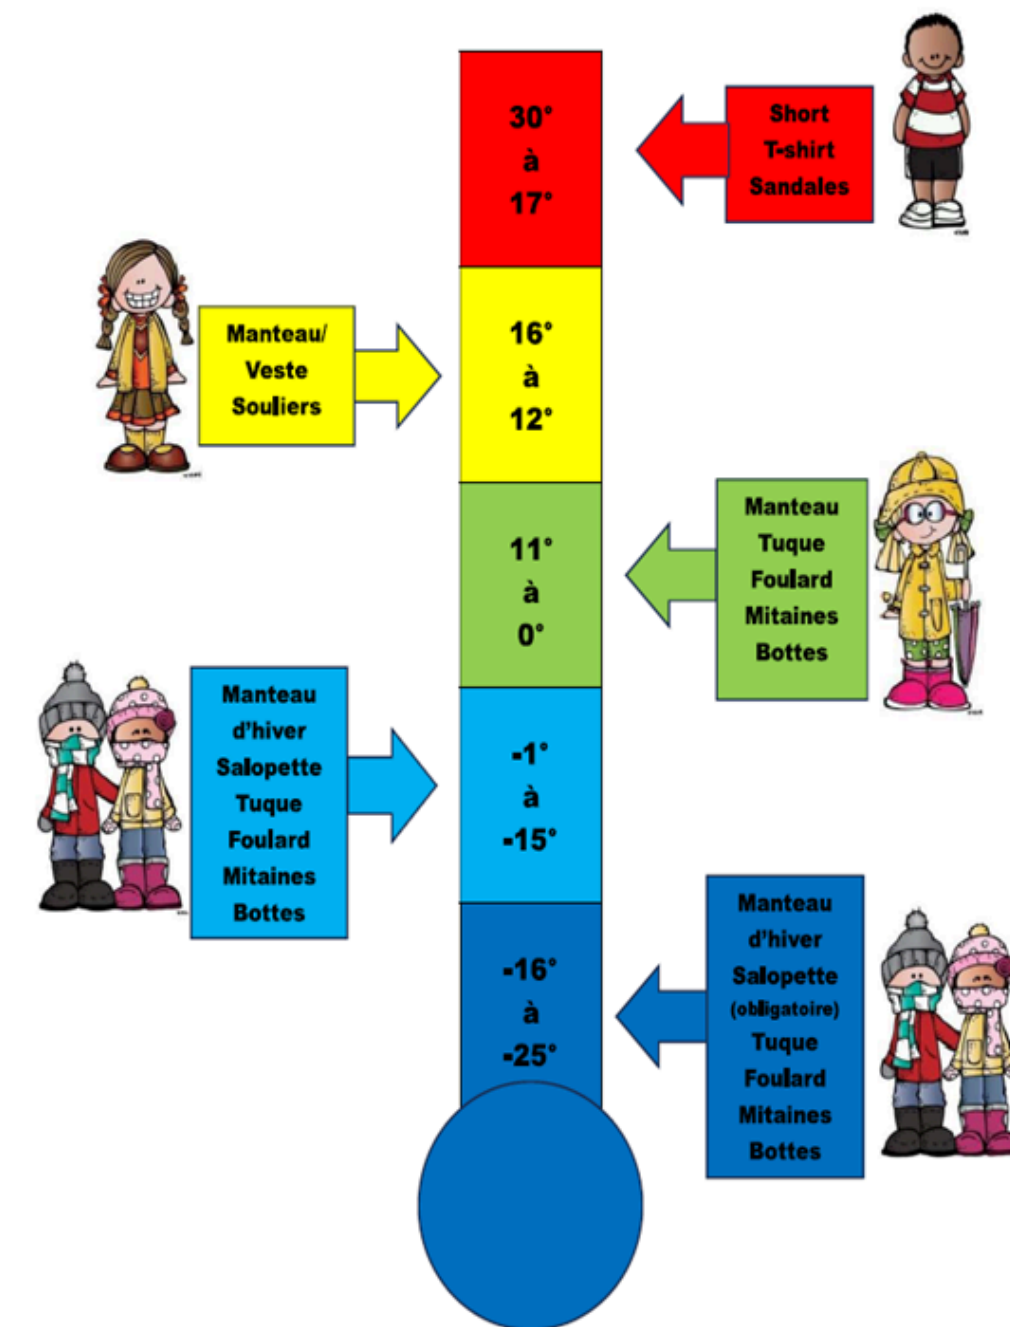 30°
à
17°
Short
T-shirt
Sandales
Manteau/
Veste
Souliers
16°
à
12°
11°
à
0°
Manteau
Tuque
Foulard
Mitaines
Bottes
Manteau
d'hiver
Salopette
Tuque
Foulard
Mitaines
Bottes
-1°
à
-15°
-16°
à
-25°
Manteau
d'hiver
Salopette
(obligatoire)
Tuque
Foulard
Mitaines
Bottes